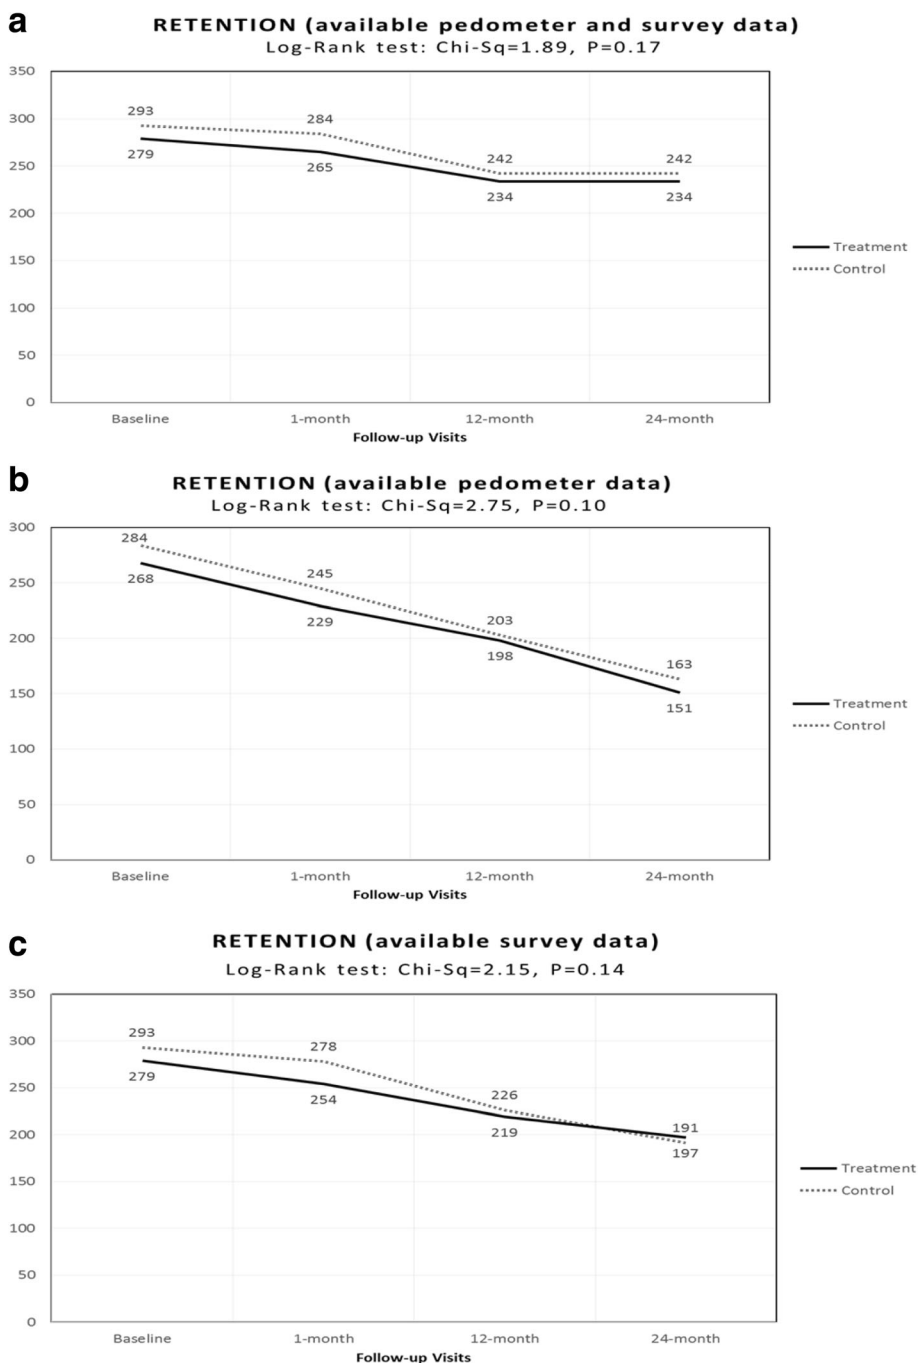 a
RETENTION (available pedometer and survey data)
Log-Rank test: Chi-Sq=1.89, P=0.17
350
300
250
200
150
100
50
0
293
284
242
242
279
265
234
234
Baseline
1-month
12-month
24-month
Follow-up Visits
Treatment
Control
b
RETENTION (available pedometer data)
Log-Rank test: Chi-Sq=2.75, P=0.10
300
250
200
150
100
50
0
284
245
203
163
268
229
198
151
Baseline
1-month
12-month
24-month
Follow-up Visits
Treatment
Control
c
RETENTION (available survey data)
Log-Rank test: Chi-Sq=2.15, P=0.14
350
300
250
200
150
100
50
0
293
278
226
191
279
254
219
197
Baseline
1-month
12-month
24-month
Follow-up Visits
Treatment
Control